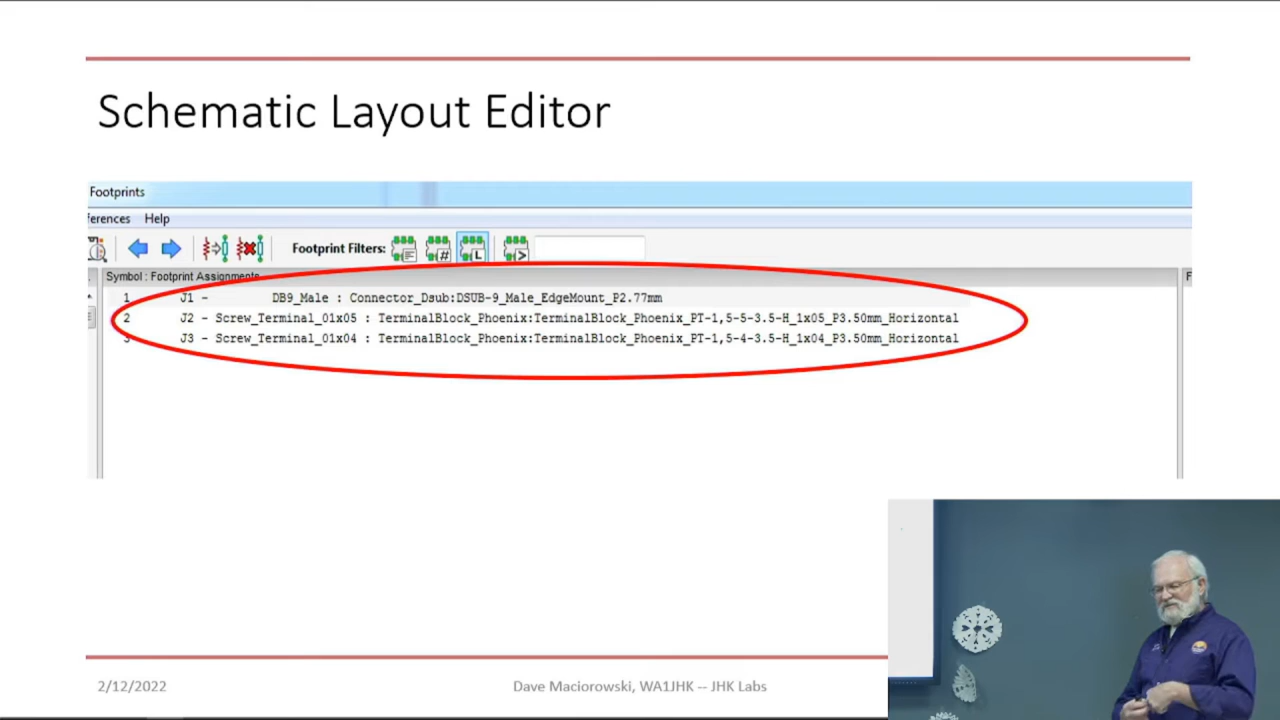 Schematic Layout Editor
Footprints
ferences Help
Footprint Filters:
Symbol : Footprint Assignments
1 J1 - DB9_Male : Connector_Dsub:DSUB-9_Male_EdgeMount_P2.77mm
2 J2 - Screw_Terminal_01x05 : TerminalBlock_Phoenix:TerminalBlock_Phoenix_PT-1,5-5-3.5-H_1x05_P3.50mm_Horizontal
3 J3 - Screw_Terminal_01x04 : TerminalBlock_Phoenix:TerminalBlock_Phoenix_PT-1,5-4-3.5-H_1x04_P3.50mm_Horizontal
2/12/2022
Dave Maciorowski, WA1JHK -- JHK Labs